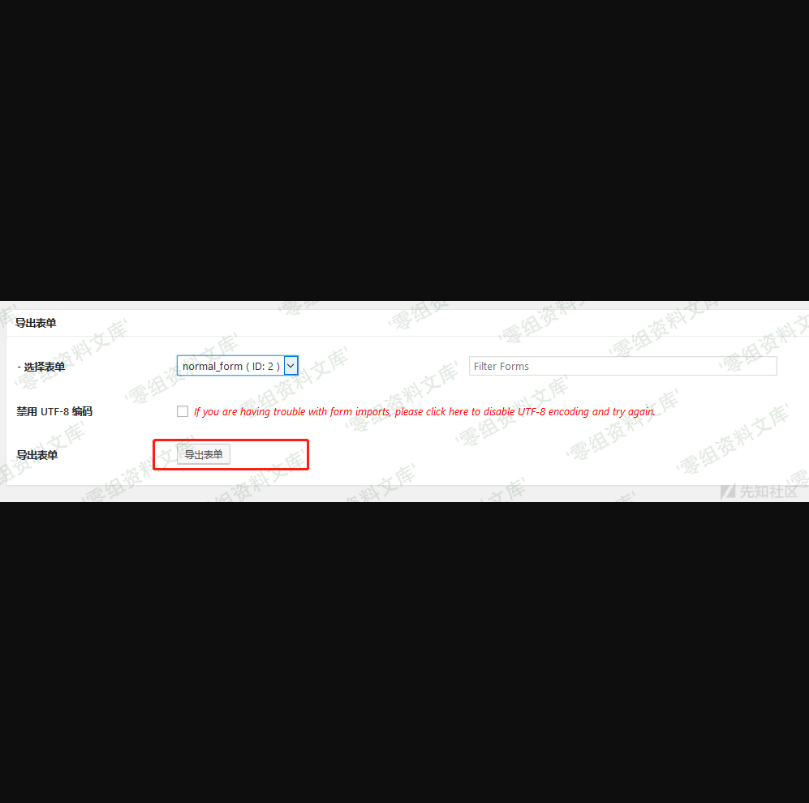 导出表单
- 选择表单 normal_form ( ID: 2 ) Filter Forms
禁用 UTF-8 编码 If you are having trouble with form imports, please click here to disable UTF-8 encoding and try again.
导出表单 导出表单
先知社区
'零组资料文库'